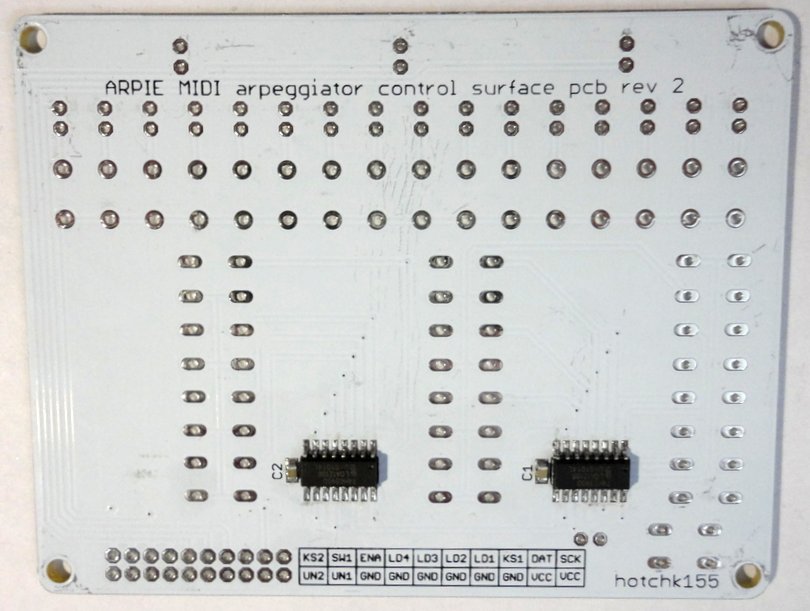 ARPIE MIDI arpeggiator control surface pcb rev 2
C2
C1
KS2 SW1 ENA LD4 LD3 LD2 LD1 KS1 DAT SCK
UN2 UN1 GND GND GND GND GND GND VCC VCC
hotchk155